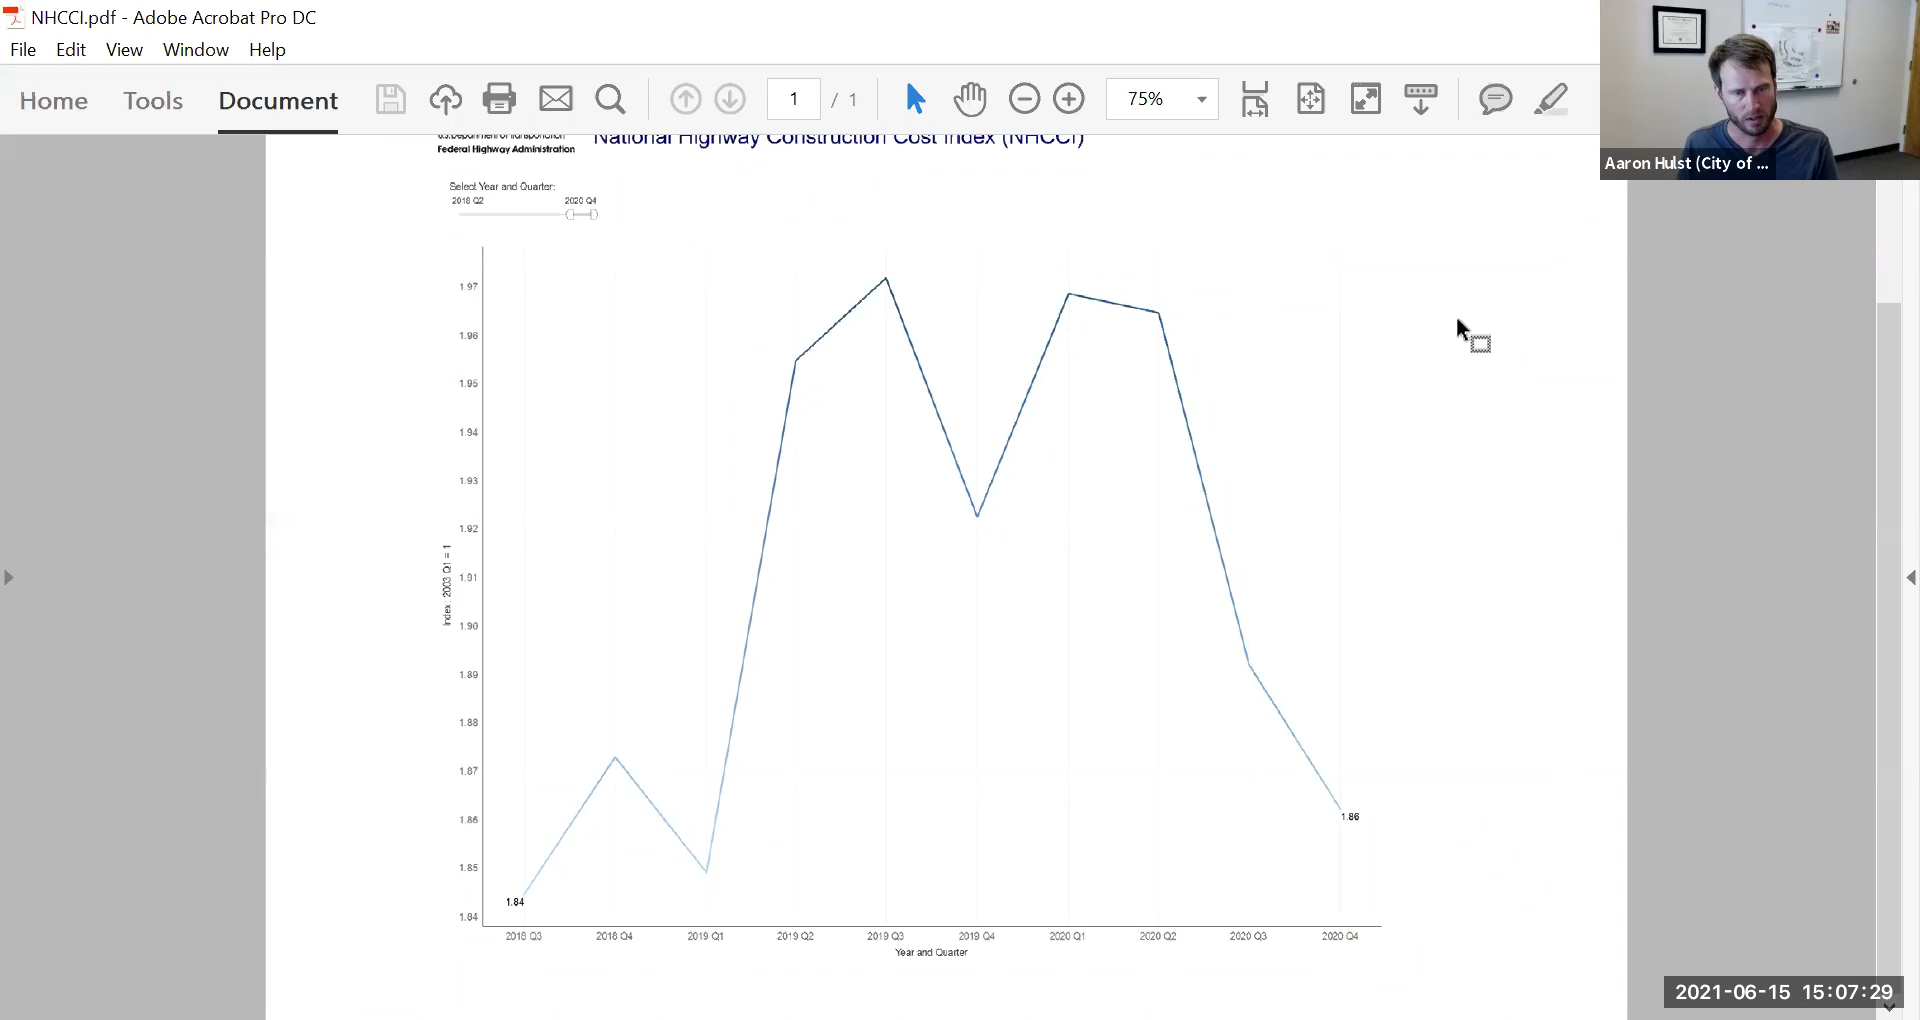 NHCCI.pdf - Adobe Acrobat Pro DC
File Edit View Window Help
Home Tools Document 1 / 1 75%
Aaron Hulst (City of ...
U.S. Department of Transportation
Federal Highway Administration
National Highway Construction Cost Index (NHCCI)
Select Year and Quarter:
2018 Q2 2020 Q4
1.97
1.96
1.95
1.94
1.93
1.92
1.91
1.90
1.89
1.88
1.87
1.86
1.85
1.84
Index: 2003 Q1 = 1
1.84
1.86
2018 Q3 2018 Q4 2019 Q1 2019 Q2 2019 Q3 2019 Q4 2020 Q1 2020 Q2 2020 Q3 2020 Q4
Year and Quarter
2021-06-15 15:07:29